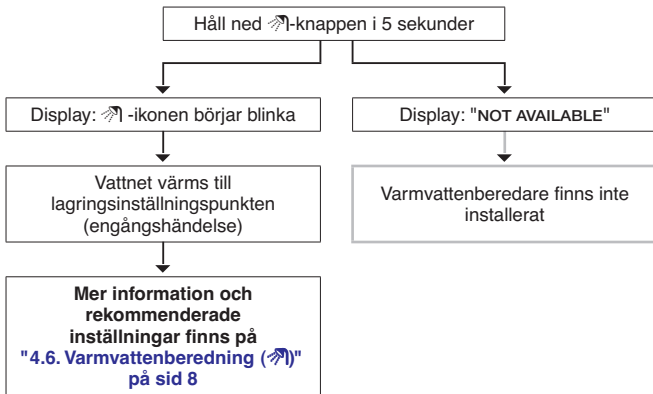 Håll ned -knappen i 5 sekunder
Display: -ikonen börjar blinka
Display: "NOT AVAILABLE"
Vattnet värms till
lagringsinställningspunkten
(engångshändelse)
Varmvattenberedare finns inte
installerat
Mer information och
rekommenderade
inställningar finns på
"4.6. Varmvattenberedning ()"
på sid 8